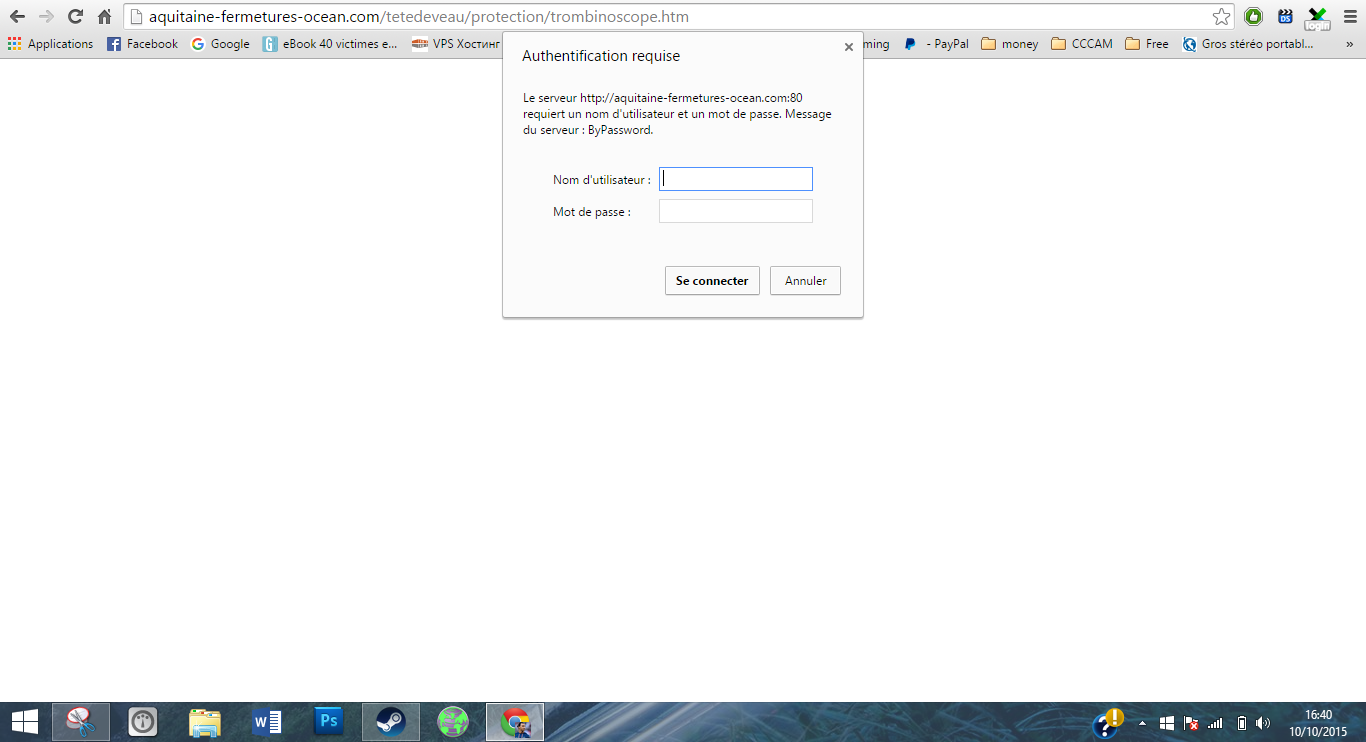 aquitaine-fermetures-ocean.com/tetedeveau/protection/trombinoscope.htm
DS
login
Applications
Facebook
Google
eBook 40 victimes e...
VPS Хостинг
ming
- PayPal
money
CCCAM
Free
Gros stéréo portabl...
»
Authentification requise
Le serveur http://aquitaine-fermetures-ocean.com:80
requiert un nom d'utilisateur et un mot de passe. Message
du serveur : ByPassword.
Nom d'utilisateur :
Mot de passe :
Se connecter
Annuler
Ps
16:40
10/10/2015